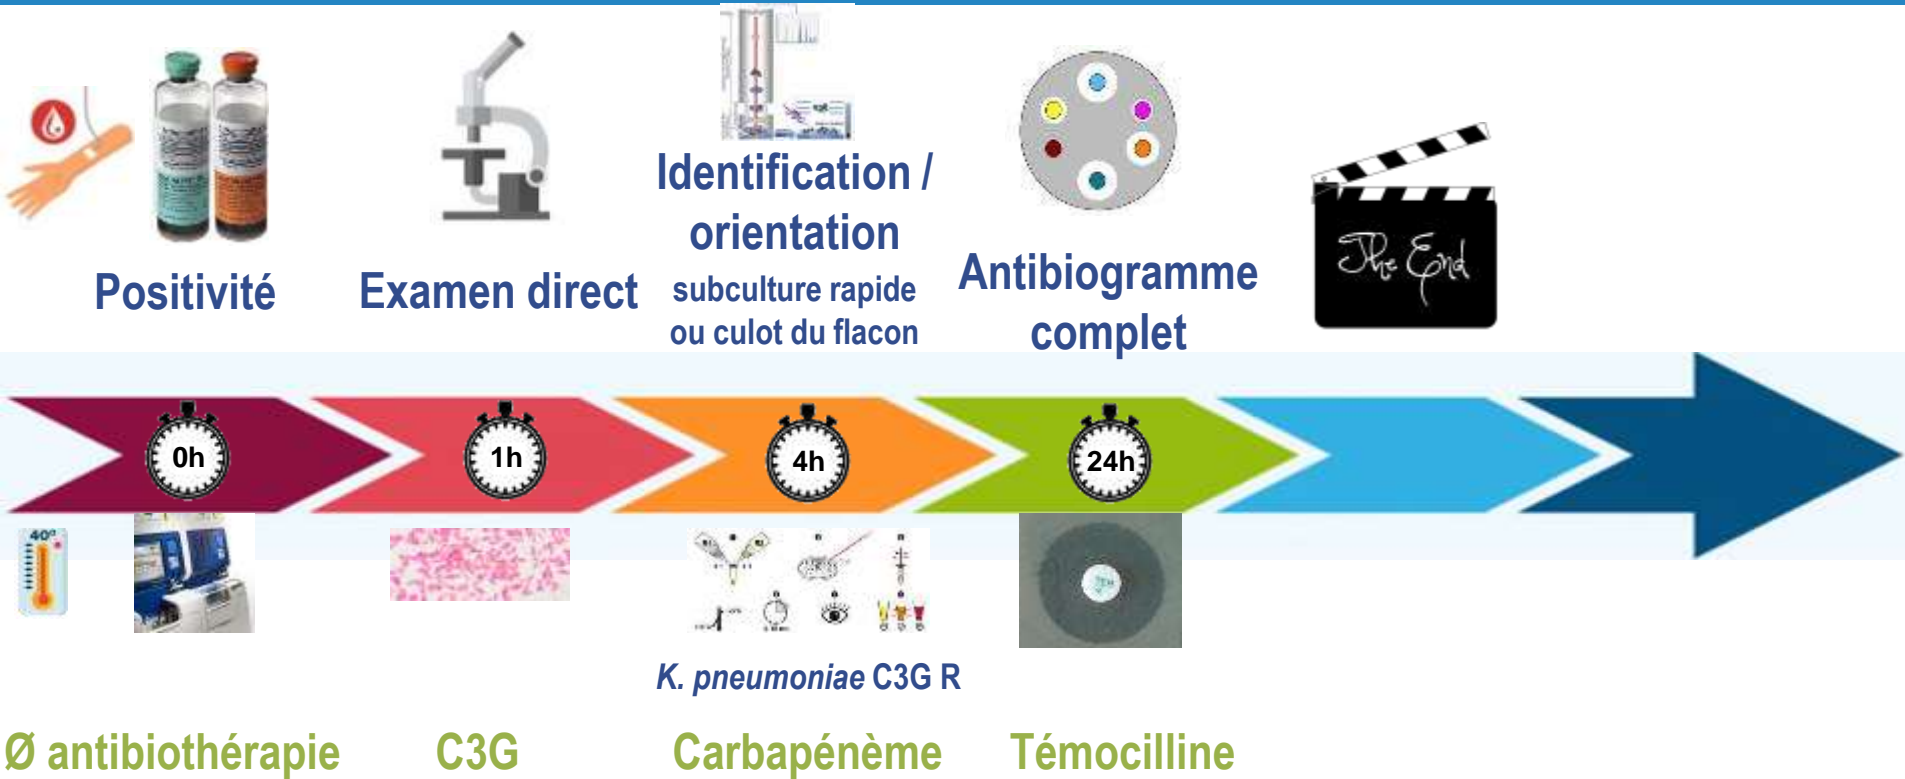 Identification /
orientation
subculture rapide
ou culot du flacon
Positivité
Examen direct
Antibiogramme
complet
The End
0h
1h
4h
24h
40°
K. pneumoniae C3G R
Ø antibiothérapie
C3G
Carbapénème
Témocilline